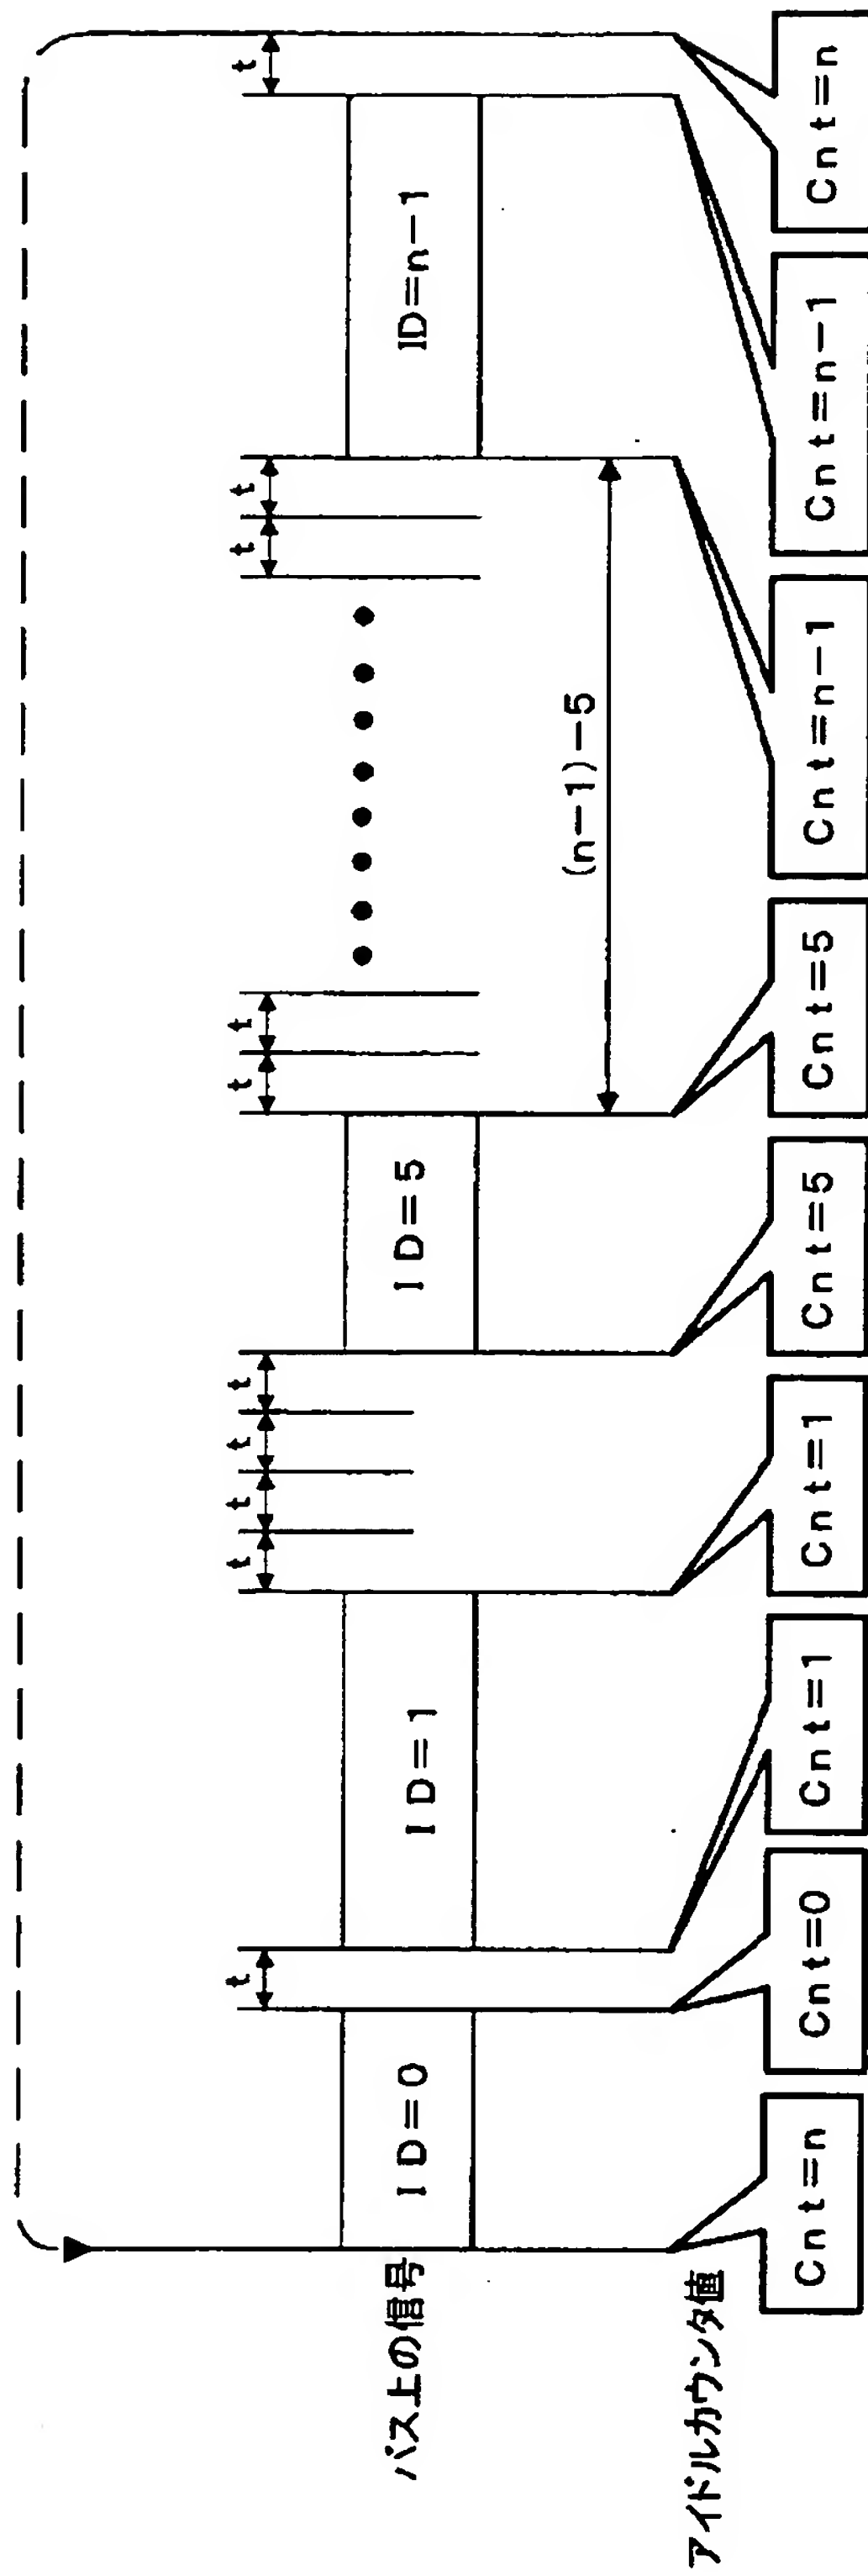 t t t t t t t t t t
バス上の信号
ID=0
ID=1
ID=5
ID=n-1
(n-1)-5
アイドルカウンタ値
Cnt=n
Cnt=0
Cnt=1
Cnt=1
Cnt=5
Cnt=5
Cnt=n-1
Cnt=n-1
Cnt=n